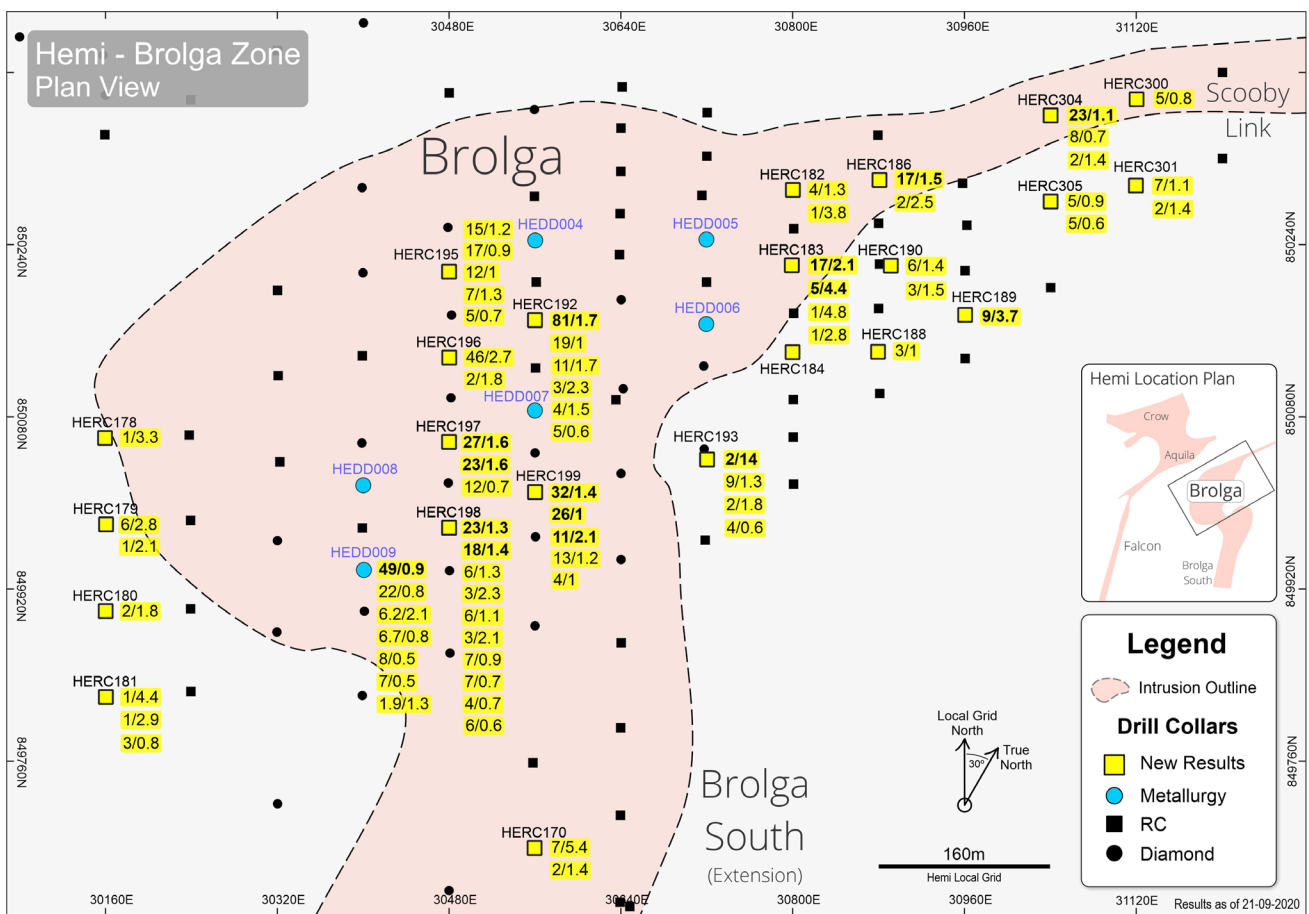 Hemi - Brolga Zone
Plan View
30480E
30640E
30800E
30960E
31120E
Brolga
Scooby
Link
HERC300
5/0.8
HERC304
23/1.1
8/0.7
2/1.4
HERC301
7/1.1
2/1.4
HERC305
5/0.9
5/0.6
HERC182
4/1.3
1/3.8
HERC186
17/1.5
2/2.5
HEDD004
HEDD005
HERC195
15/1.2
17/0.9
12/1
7/1.3
5/0.7
HERC183
17/2.1
5/4.4
1/4.8
1/2.8
HERC190
6/1.4
3/1.5
HERC189
9/3.7
HERC192
81/1.7
19/1
11/1.7
3/2.3
4/1.5
5/0.6
HEDD006
HERC196
46/2.7
2/1.8
HERC184
HERC188
3/1
HEDD007
HERC178
1/3.3
HERC197
27/1.6
23/1.6
12/0.7
HERC193
2/14
9/1.3
2/1.8
4/0.6
HEDD008
HERC199
32/1.4
26/1
11/2.1
13/1.2
4/1
HERC179
6/2.8
1/2.1
HERC198
23/1.3
18/1.4
6/1.3
3/2.3
6/1.1
3/2.1
7/0.9
7/0.7
4/0.7
6/0.6
HEDD009
49/0.9
22/0.8
6.2/2.1
6.7/0.8
8/0.5
7/0.5
1.9/1.3
HERC180
2/1.8
HERC181
1/4.4
1/2.9
3/0.8
HERC170
7/5.4
2/1.4
Brolga
South
(Extension)
850240N
850080N
849920N
849760N
850240N
850080N
849920N
849760N
Hemi Location Plan
Crow
Aquila
Brolga
Falcon
Brolga
South
Legend
Intrusion Outline
Drill Collars
New Results
Metallurgy
RC
Diamond
Local Grid
North
True
North
30º
160m
Hemi Local Grid
30160E
30320E
30480E
30640E
30800E
30960E
31120E
Results as of 21-09-2020